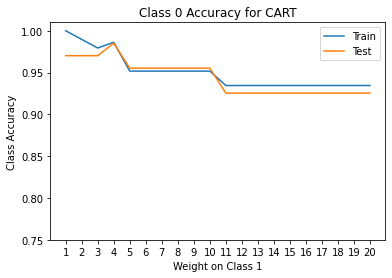 Class 0 Accuracy for CART
Train
Test
1.00
0.95
0.90
0.85
0.80
0.75
Class Accuracy
1 2 3 4 5 6 7 8 9 10 11 12 13 14 15 16 17 18 19 20
Weight on Class 1